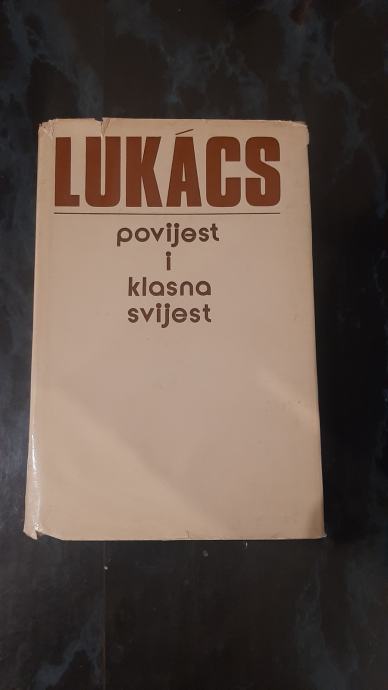 LUKÁCS
povijest
i
klasna
svijest